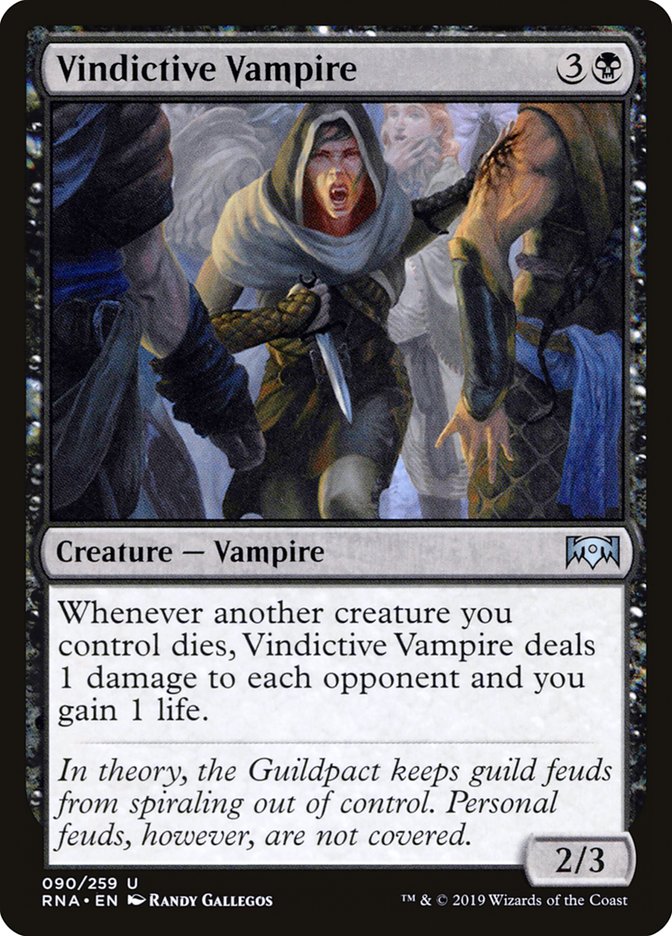 Vindictive Vampire 3
Creature — Vampire
Whenever another creature you
control dies, Vindictive Vampire deals
1 damage to each opponent and you
gain 1 life.
In theory, the Guildpact keeps guild feuds
from spiraling out of control. Personal
feuds, however, are not covered.
2/3
090/259 U
RNA • EN RANDY GALLEGOS
™ & © 2019 Wizards of the Coast